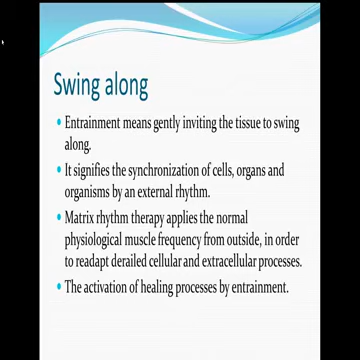 Swing along
Entrainment means gently inviting the tissue to swing
along.
It signifies the synchronization of cells, organs and
organisms by an external rhythm.
Matrix rhythm therapy applies the normal
physiological muscle frequency from outside, in order
to readapt derailed cellular and extracellular processes.
The activation of healing processes by entrainment.